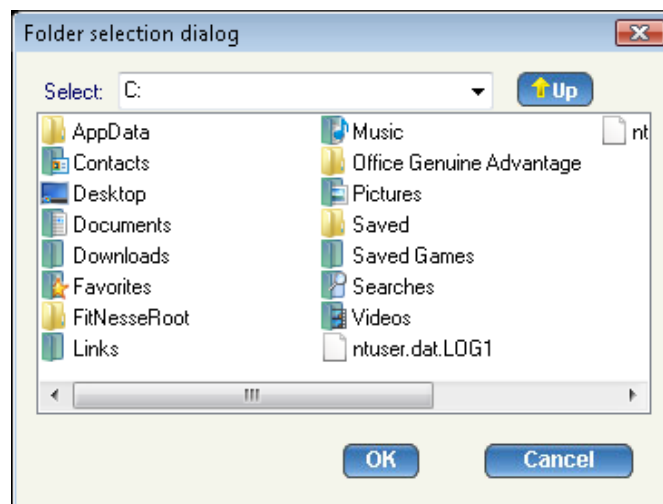 Folder selection dialog
Select: C: Up
AppData Music nt
Contacts Office Genuine Advantage
Desktop Pictures
Documents Saved
Downloads Saved Games
Favorites Searches
FitNesseRoot Videos
Links ntuser.dat.LOG1
OK Cancel